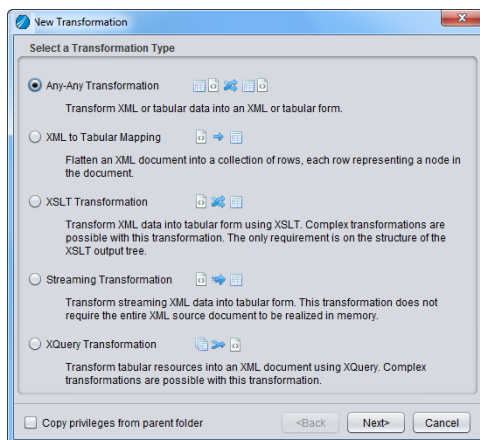 New Transformation
Select a Transformation Type
Any-Any Transformation
Transform XML or tabular data into an XML or tabular form.
XML to Tabular Mapping
Flatten an XML document into a collection of rows, each row representing a node in
the document.
XSLT Transformation
Transform XML data into tabular form using XSLT. Complex transformations are
possible with this transformation. The only requirement is on the structure of the
XSLT output tree.
Streaming Transformation
Transform streaming XML data into tabular form. This transformation does not
require the entire XML source document to be realized in memory.
XQuery Transformation
Transform tabular resources into an XML document using XQuery. Complex
transformations are possible with this transformation.
Copy privileges from parent folder
<Back
Next>
Cancel